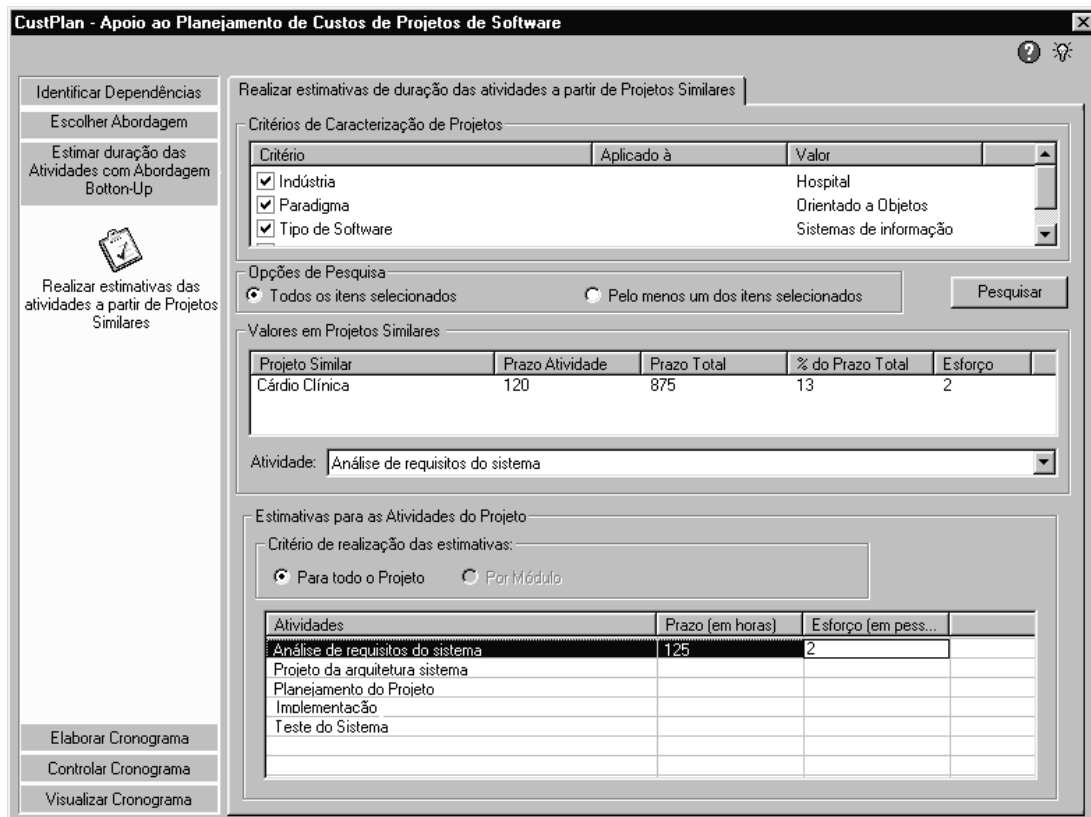 CustPlan - Apoio ao Planejamento de Custos de Projetos de Software
Identificar Dependências
Escolher Abordagem
Estimar duração das
Atividades com Abordagem
Botton-Up
Realizar estimativas das
atividades a partir de Projetos
Similares
Elaborar Cronograma
Controlar Cronograma
Visualizar Cronograma
Realizar estimativas de duração das atividades a partir de Projetos Similares
Critérios de Caracterização de Projetos
Critério Aplicado à Valor
Indústria Hospital
Paradigma Orientado a Objetos
Tipo de Software Sistemas de informação
Opções de Pesquisa
Todos os itens selecionados Pelo menos um dos itens selecionados Pesquisar
Valores em Projetos Similares
Projeto Similar Prazo Atividade Prazo Total % do Prazo Total Esforço
Cárdio Clínica 120 875 13 2
Atividade: Análise de requisitos do sistema
Estimativas para as Atividades do Projeto
Critério de realização das estimativas:
Para todo o Projeto Por Módulo
Atividades Prazo (em horas) Esforço (em pess...
Análise de requisitos do sistema 125 2
Projeto da arquitetura sistema
Planejamento do Projeto
Implementação
Teste do Sistema